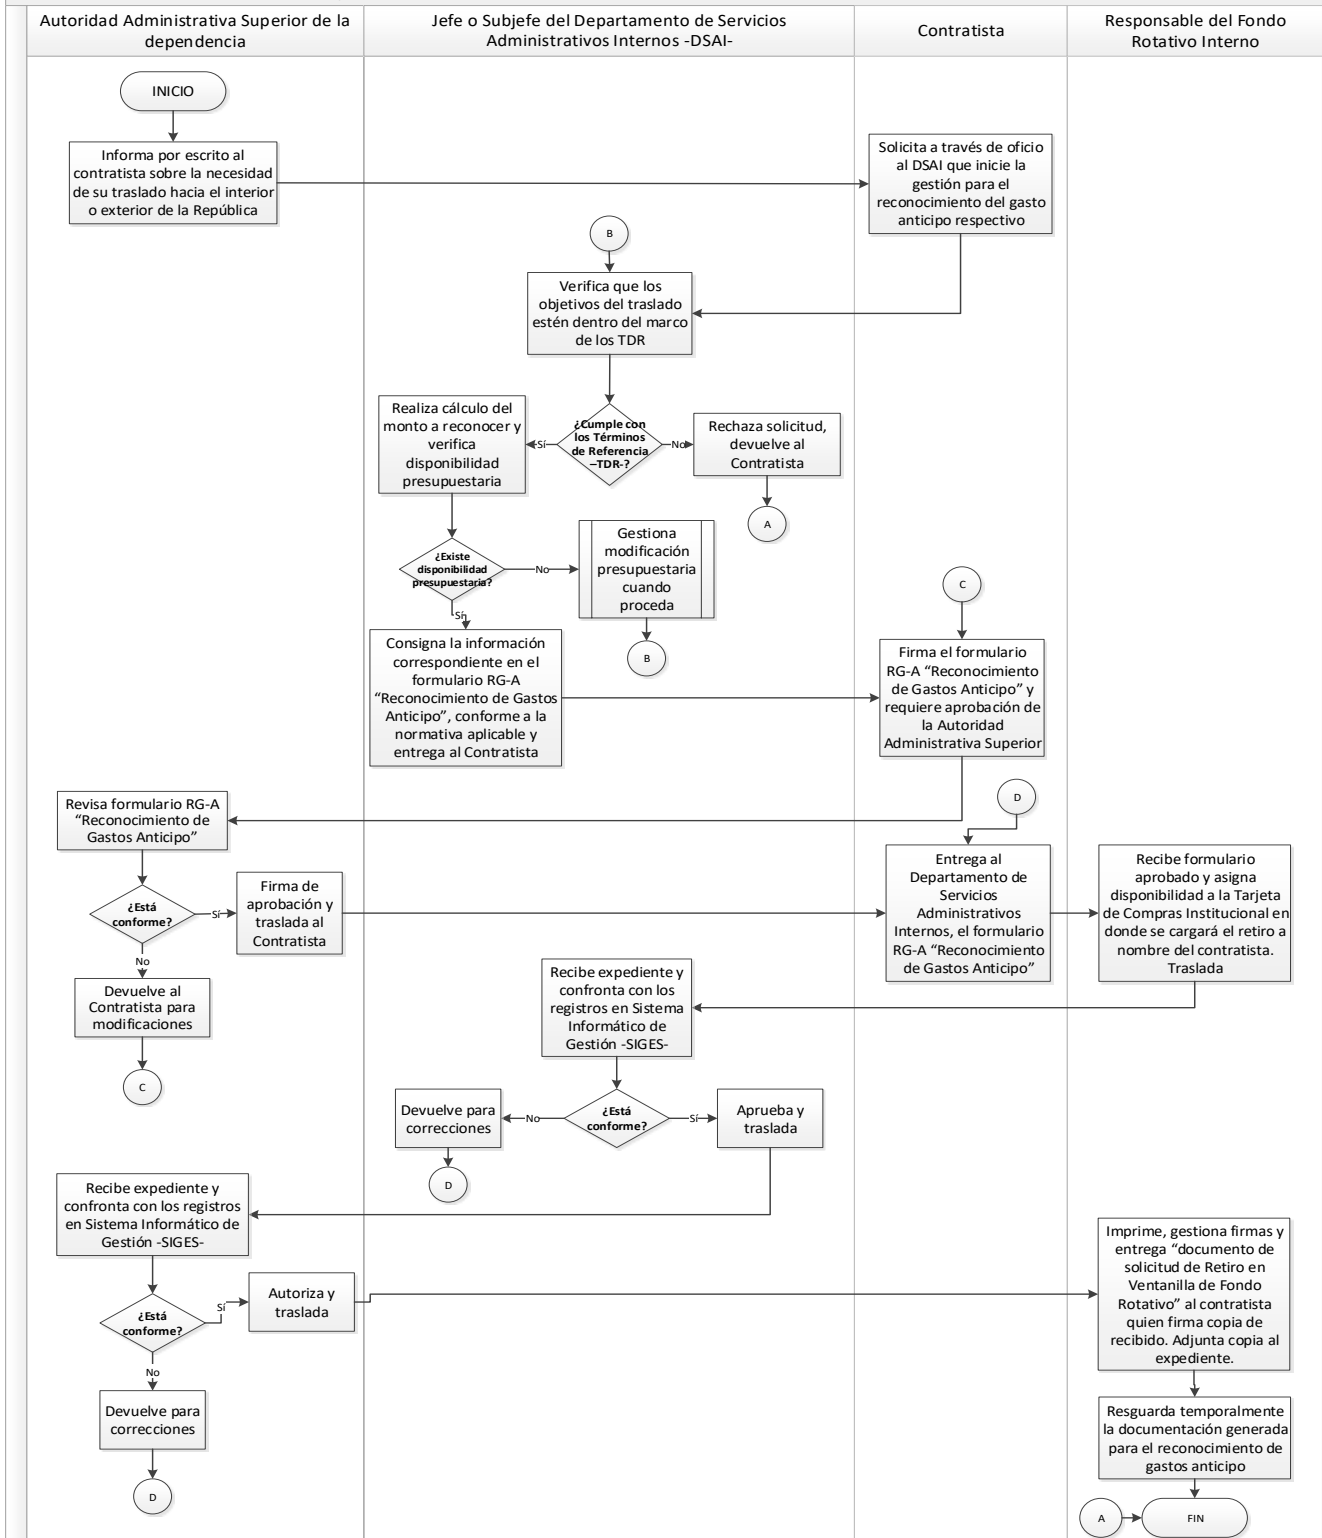 Autoridad Administrativa Superior de la
dependencia
Jefe o Subjefe del Departamento de Servicios
Administrativos Internos -DSAI-
Contratista
Responsable del Fondo
Rotativo Interno
INICIO
Informa por escrito al
contratista sobre la necesidad
de su traslado hacia el interior
o exterior de la República
Solicita a través de oficio
al DSAI que inicie la
gestión para el
reconocimiento del gasto
anticipo respectivo
B
Verifica que los
objetivos del traslado
estén dentro del marco
de los TDR
¿Cumple con
los Términos
de Referencia
–TDR-?
Sí
No
Realiza cálculo del
monto a reconocer y
verifica
disponibilidad
presupuestaria
Rechaza solicitud,
devuelve al
Contratista
A
¿Existe
disponibilidad
presupuestaria?
No
Sí
Gestiona
modificación
presupuestaria
cuando
proceda
B
Consigna la información
correspondiente en el
formulario RG-A
“Reconocimiento de Gastos
Anticipo”, conforme a la
normativa aplicable y
entrega al Contratista
C
Firma el formulario
RG-A “Reconocimiento
de Gastos Anticipo” y
requiere aprobación de
la Autoridad
Administrativa Superior
Revisa formulario RG-A
“Reconocimiento de
Gastos Anticipo”
¿Está
conforme?
Sí
No
Firma de
aprobación y
traslada al
Contratista
Devuelve al
Contratista para
modificaciones
C
D
Entrega al
Departamento de
Servicios
Administrativos
Internos, el formulario
RG-A “Reconocimiento
de Gastos Anticipo”
Recibe formulario
aprobado y asigna
disponibilidad a la Tarjeta
de Compras Institucional en
donde se cargará el retiro a
nombre del contratista.
Traslada
Recibe expediente y
confronta con los
registros en Sistema
Informático de
Gestión -SIGES-
¿Está
conforme?
No
Sí
Devuelve para
correcciones
D
Aprueba y
traslada
Recibe expediente y
confronta con los registros
en Sistema Informático de
Gestión -SIGES-
¿Está
conforme?
Sí
No
Autoriza y
traslada
Devuelve para
correcciones
D
Imprime, gestiona firmas y
entrega “documento de
solicitud de Retiro en
Ventanilla de Fondo
Rotativo” al contratista
quien firma copia de
recibido. Adjunta copia al
expediente.
Resguarda temporalmente
la documentación generada
para el reconocimiento de
gastos anticipo
A
FIN